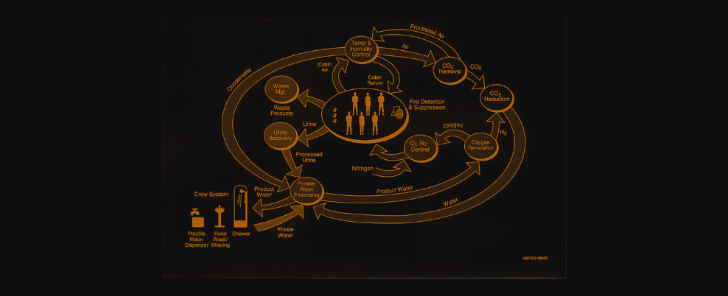 Processed Air
Temp &
Humidity
Control
Air
Condensate
Cabin
Air
Cabin
Return
CO2
Removal
CO2
CO2
Reduction
Waste
Mgt.
Waste
Products
Fire Detection
& Suppression
Urine
Urine
Recovery
Processed
Urine
O2/N2
Control
Oxygen
Oxygen
Generation
H2
Nitrogen
Potable
Water
Processing
Product Water
Water
Crew System
Product
Water
Waste
Water
Potable
Water
Dispenser
Hand
Wash/
Shaving
Shower